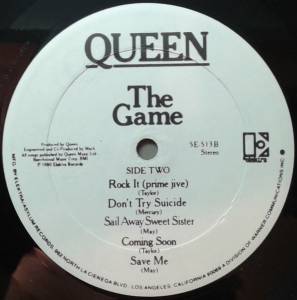 QUEEN
The
Game
Produced by Queen
Engineered and Co-Produced by Mack
All songs published by Queen Music Ltd.
℗ 1980 Elektra Records
SE-513B
Stereo
elektra
SIDE TWO
Rock It (prime jive)
(Taylor)
Don't Try Suicide
(Mercury)
Sail Away Sweet Sister
(May)
Coming Soon
(Taylor)
Save Me
(May)
MFG. BY ELEKTRA/ASYLUM RECORDS, 962 NORTH LA CIENEGA BLVD., LOS ANGELES, CALIFORNIA 90069 A DIVISION OF WARNER COMMUNICATIONS INC.